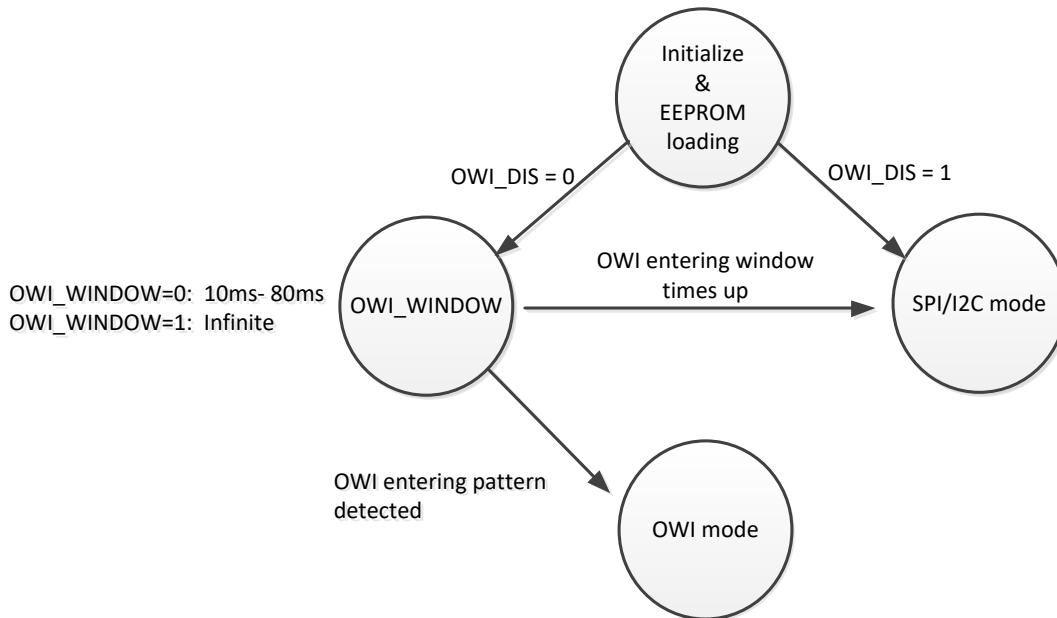 Initialize
&
EEPROM
loading
OWI_DIS = 0
OWI_DIS = 1
OWI_WINDOW=0:  10ms- 80ms
OWI_WINDOW=1:  Infinite
OWI_WINDOW
OWI entering window
times up
SPI/I2C mode
OWI entering pattern
detected
OWI mode